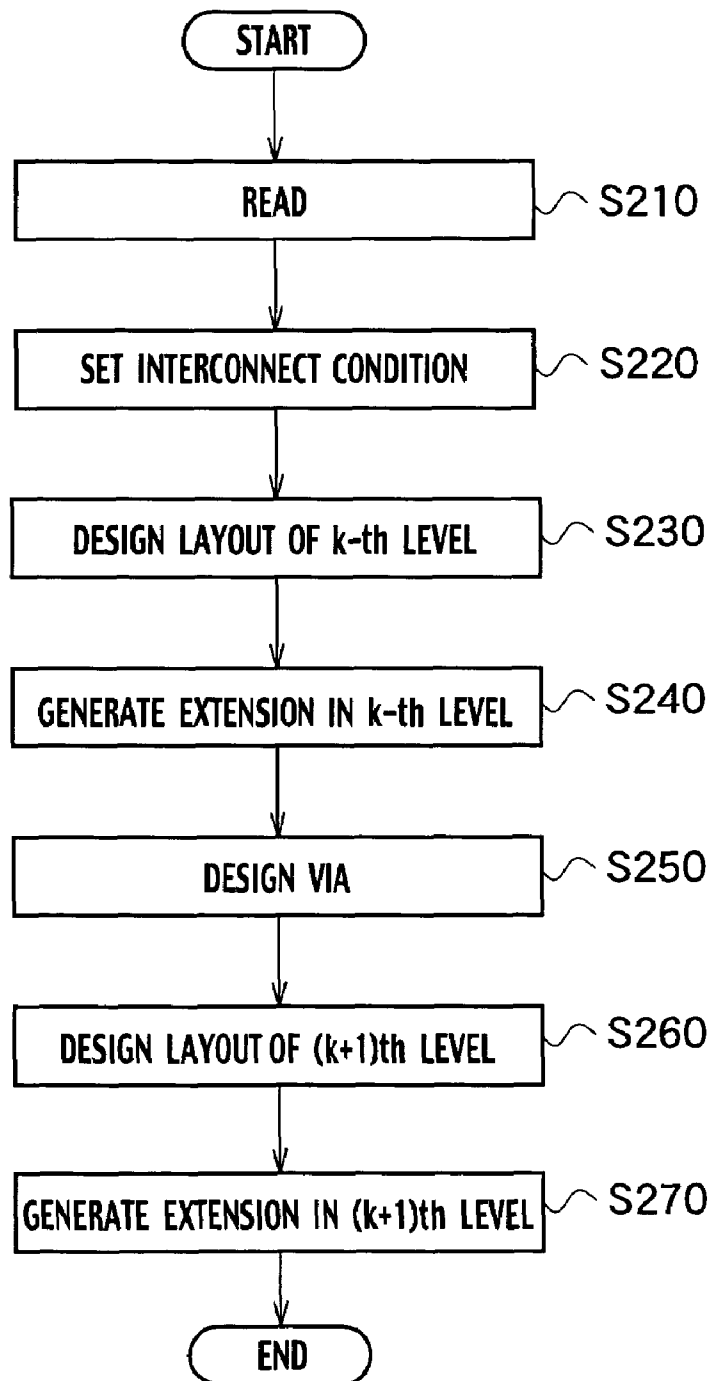 START
READ
S210
SET INTERCONNECT CONDITION
S220
DESIGN LAYOUT OF k-th LEVEL
S230
GENERATE EXTENSION IN k-th LEVEL
S240
DESIGN VIA
S250
DESIGN LAYOUT OF (k+1)th LEVEL
S260
GENERATE EXTENSION IN (k+1)th LEVEL
S270
END